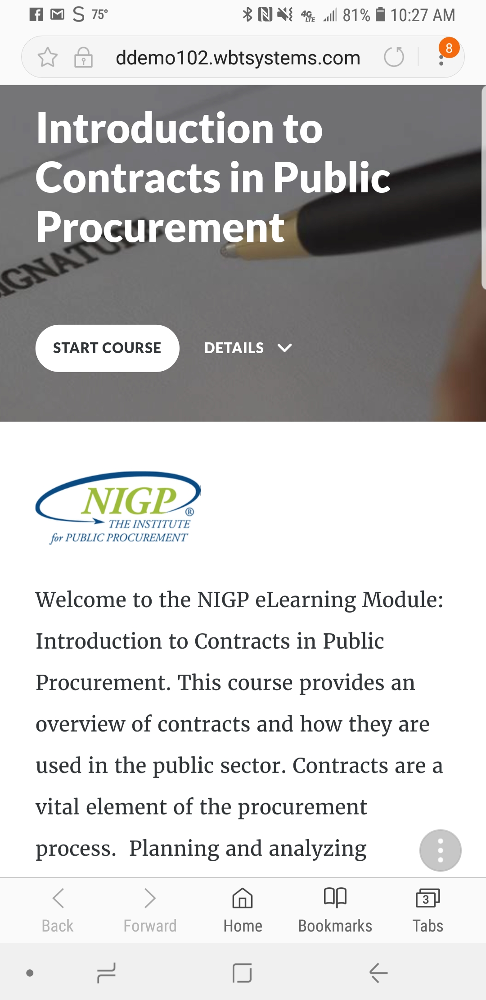 75°
4G
LTE
81%
10:27 AM
ddemo102.wbtsystems.com
8
Introduction to
Contracts in Public
Procurement
IGNATURE
START COURSE
DETAILS
NIGP®
THE INSTITUTE
for PUBLIC PROCUREMENT
Welcome to the NIGP eLearning Module:
Introduction to Contracts in Public
Procurement. This course provides an
overview of contracts and how they are
used in the public sector. Contracts are a
vital element of the procurement
process. Planning and analyzing
Back
Forward
Home
Bookmarks
3
Tabs